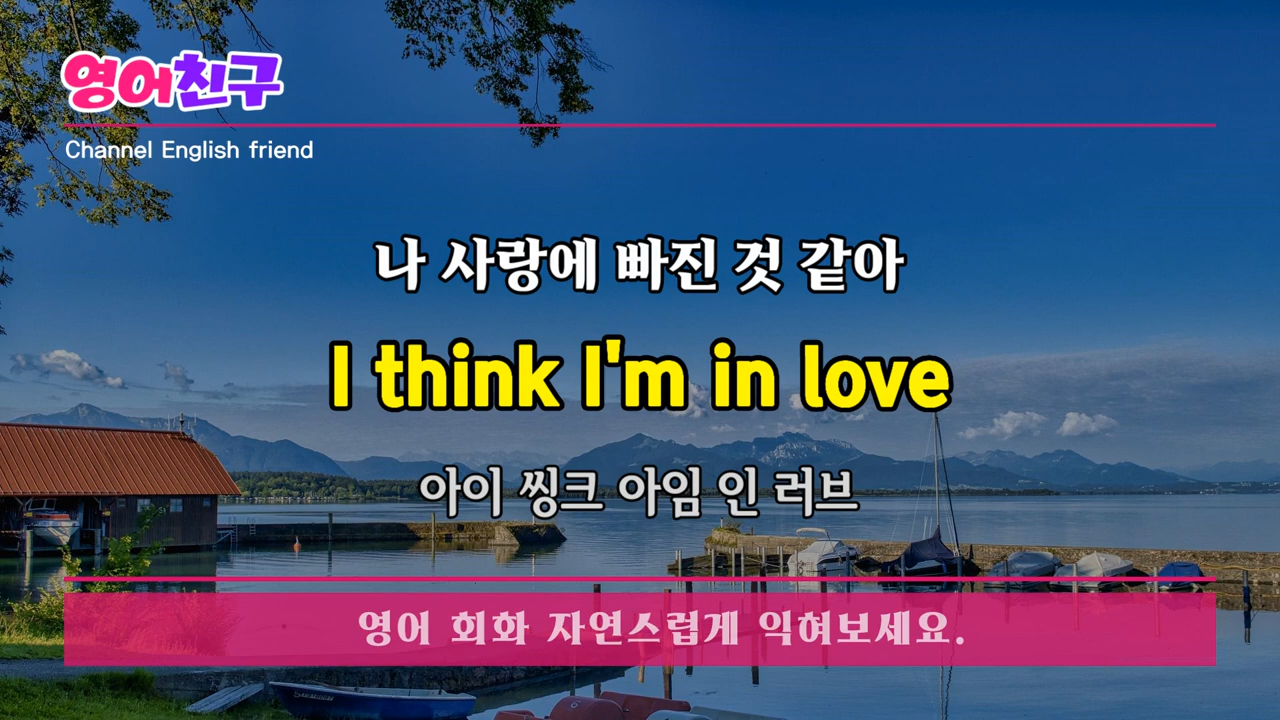 영어친구
Channel English friend
나 사랑에 빠진 것 같아
I think I'm in love
아이 씽크 아임 인 러브
영어 회화 자연스럽게 익혀보세요.